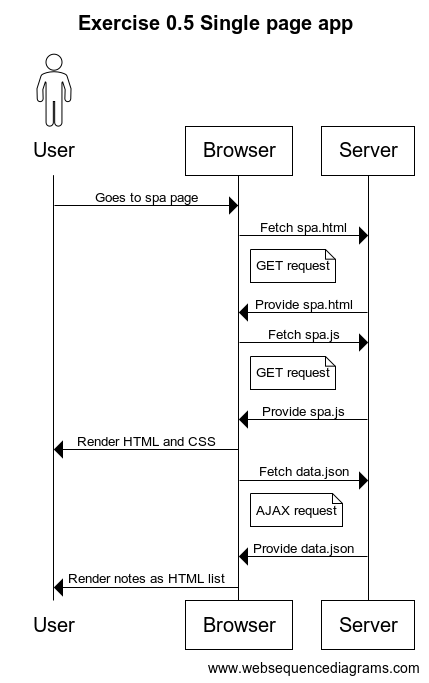 Exercise 0.5 Single page app
User
Browser
Server
Goes to spa page
Fetch spa.html
GET request
Provide spa.html
Fetch spa.js
GET request
Provide spa.js
Render HTML and CSS
Fetch data.json
AJAX request
Provide data.json
Render notes as HTML list
User
Browser
Server
www.websequencediagrams.com